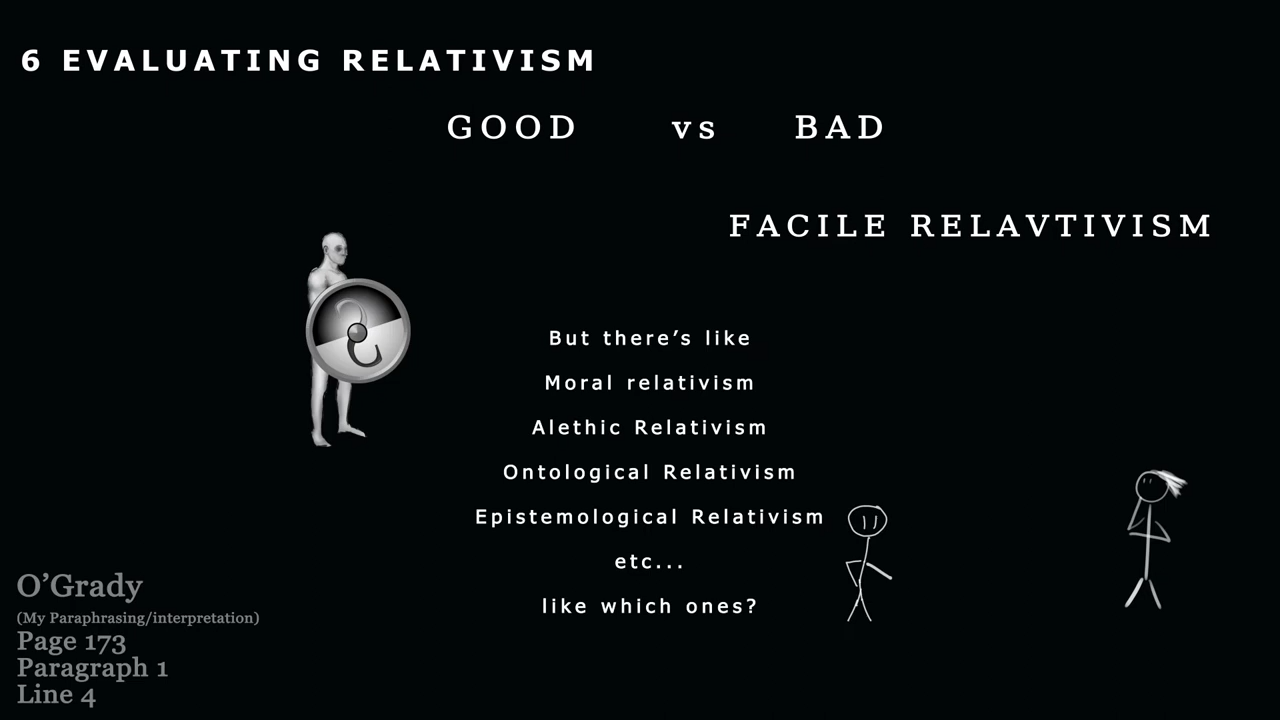 6 EVALUATING RELATIVISM
GOOD vs BAD
FACILE RELAVTIVISM
But there's like
Moral relativism
Alethic Relativism
Ontological Relativism
Epistemological Relativism
etc...
like which ones?
O'Grady
(My Paraphrasing/interpretation)
Page 173
Paragraph 1
Line 4